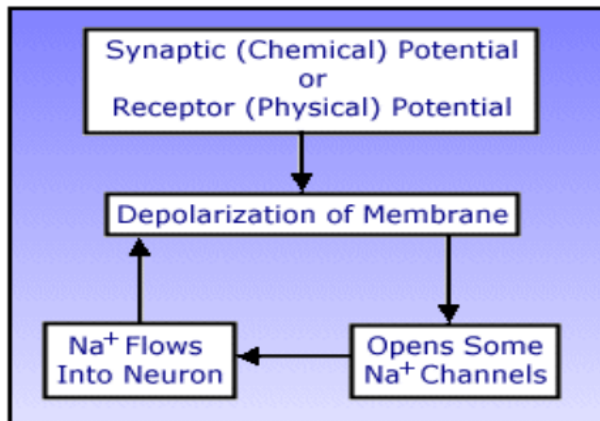 Synaptic (Chemical) Potential
or
Receptor (Physical) Potential
Depolarization of Membrane
Na⁺ Flows
Into Neuron
Opens Some
Na⁺ Channels